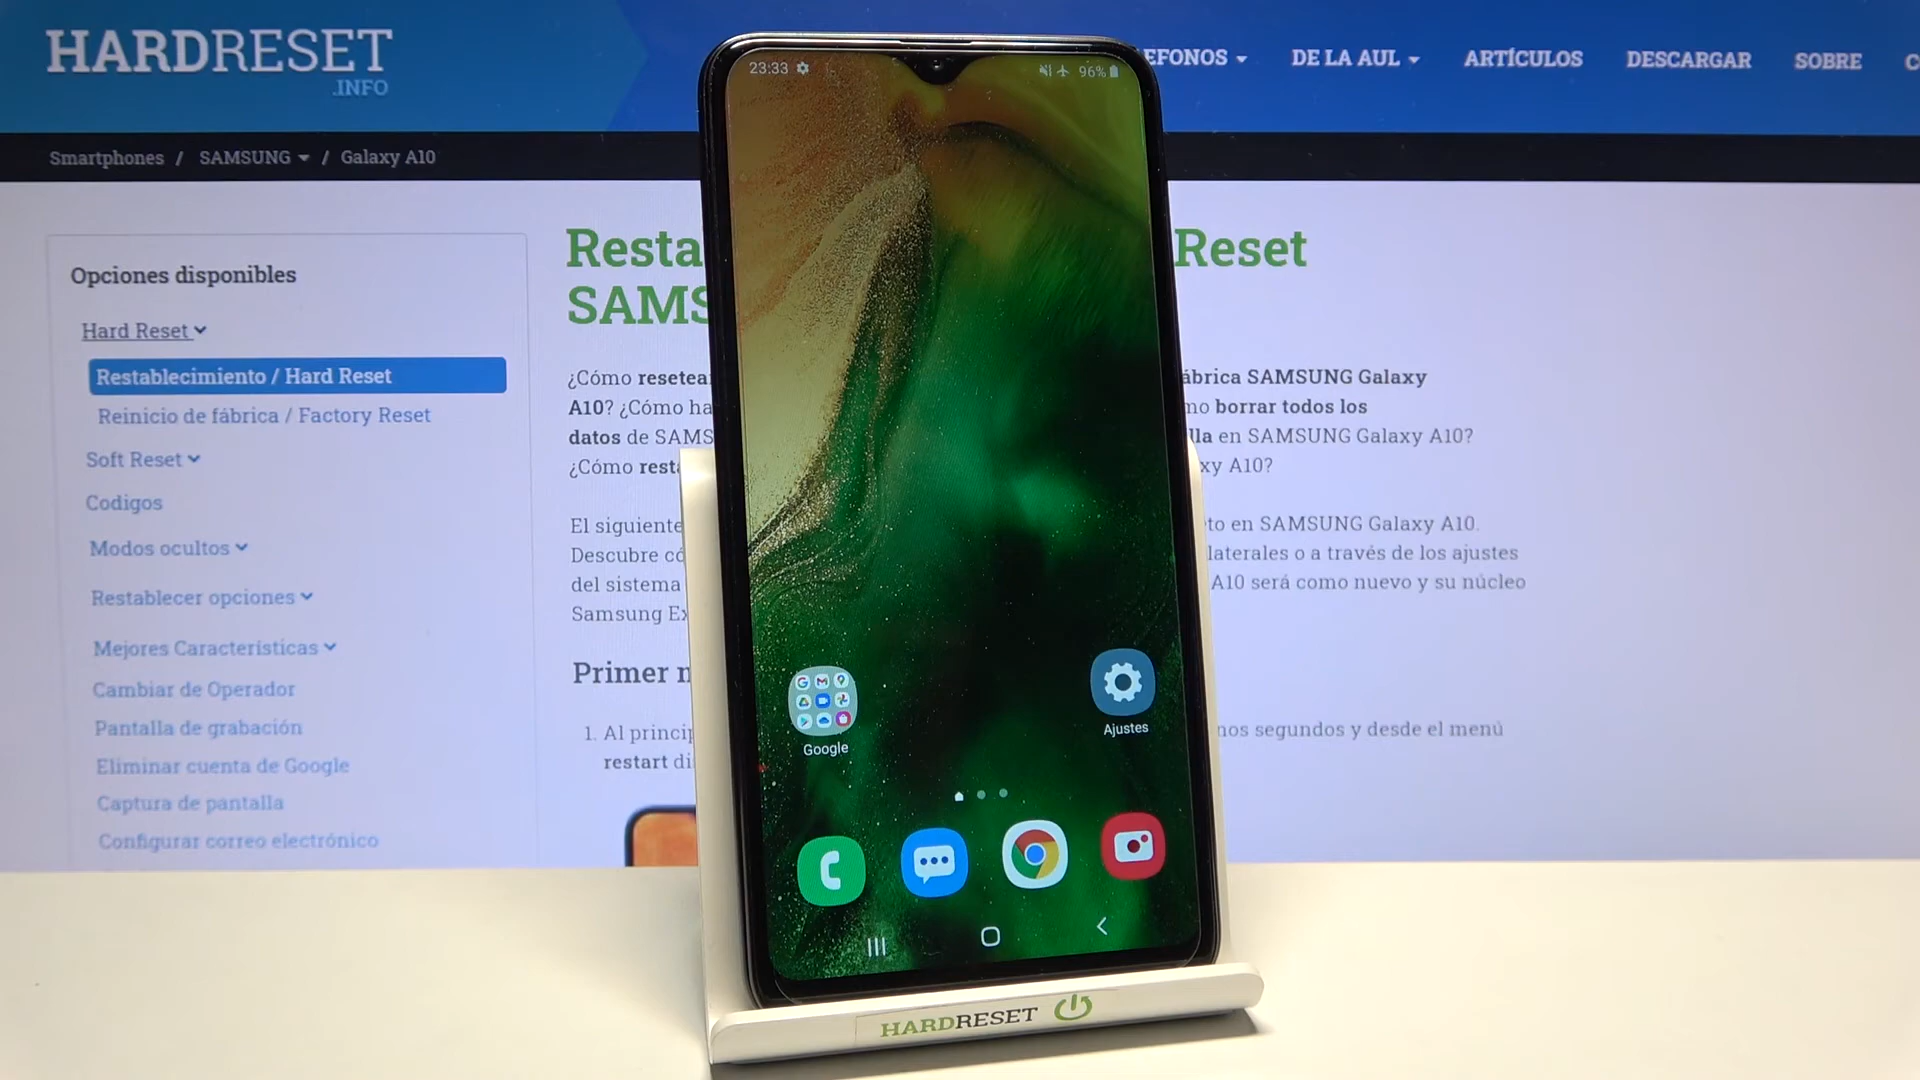 HARDRESET
.INFO
EFONOS
DE LA AUL
ARTÍCULOS
DESCARGAR
SOBRE
Smartphones / SAMSUNG / Galaxy A10
Opciones disponibles
Hard Reset
Restablecimiento / Hard Reset
Reinicio de fábrica / Factory Reset
Soft Reset
Codigos
Modos ocultos
Restablecer opciones
Mejores Características
Cambiar de Operador
Pantalla de grabación
Eliminar cuenta de Google
Captura de pantalla
Configurar correo electrónico
Resta Reset
SAMS
¿Cómo resetea ábrica SAMSUNG Galaxy
A10? ¿Cómo ha mo borrar todos los
datos de SAMS lla en SAMSUNG Galaxy A10?
¿Cómo resta xy A10?
El siguiente to en SAMSUNG Galaxy A10.
Descubre có laterales o a través de los ajustes
del sistema A10 será como nuevo y su núcleo
Samsung Ex
Primer m
1. Al princip nos segundos y desde el menú
restart di
23:33
96%
Google
Ajustes
HARDRESET